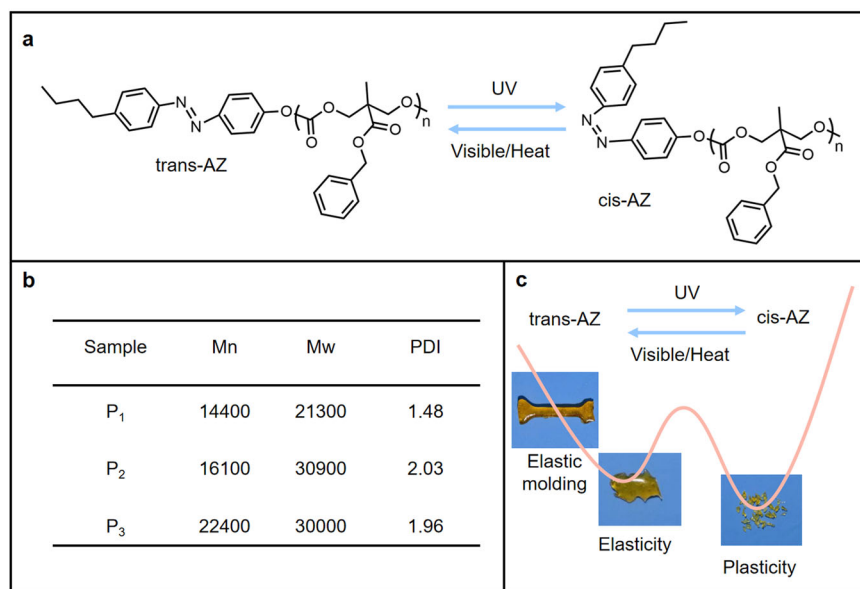 a
N
N
O
O
O
O
n
O
O
trans-AZ
UV
Visible/Heat
N
N
O
O
O
O
n
O
O
cis-AZ
b
Sample Mn Mw PDI
P₁ 14400 21300 1.48
P₂ 16100 30900 2.03
P₃ 22400 30000 1.96
c
UV
trans-AZ cis-AZ
Visible/Heat
Elastic
molding
Elasticity
Plasticity